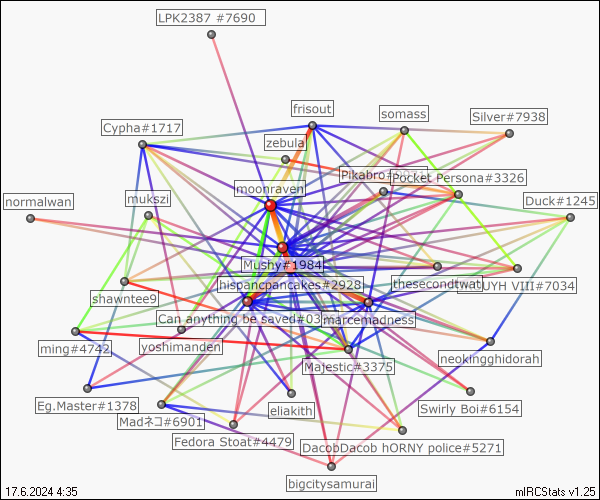 LPK2387 #7690
frisout
somass
Silver#7938
Cypha#1717
zebula
Pikabro
Pocket Persona#3326
moonraven
mukszi
normalwan
Duck#1245
Mushy#1984
hispancpancakes#2928
thesecondtwat
UYH VIII#7034
shawntee9
Can anything be saved#03
marcemadness
ming#4742
yoshimanden
neokingghidorah
Majestic#3375
Eg.Master#1378
eliakith
Swirly Boi#6154
Madネコ#6901
Fedora Stoat#4479
DacobDacob hORNY police#5271
bigcitysamurai
17.6.2024 4:35
mIRCStats v1.25